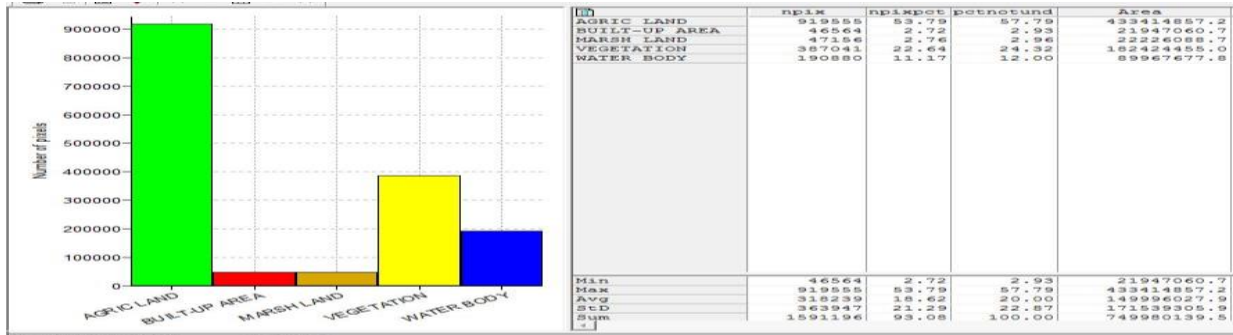 Number of pixels
900000
800000
700000
600000
500000
400000
300000
200000
100000
0
AGRIC LAND
BUILT-UP AREA
MARSH LAND
VEGETATION
WATER BODY
npix npixpct pctnotund Area
AGRIC LAND 919555 53.79 57.79 433414857.2
BUILT-UP AREA 46564 2.72 2.93 21947060.7
MARSH LAND 47156 2.76 2.96 22226088.7
VEGETATION 387041 22.64 24.32 182424455.0
WATER BODY 190880 11.17 12.00 89967677.8
Min 46564 2.72 2.93 21947060.7
Max 919555 53.79 57.79 433414857.2
Avg 318239 18.62 20.00 149996027.9
StD 363947 21.29 22.87 171539305.9
Sum 1591196 93.08 100.00 749980139.5